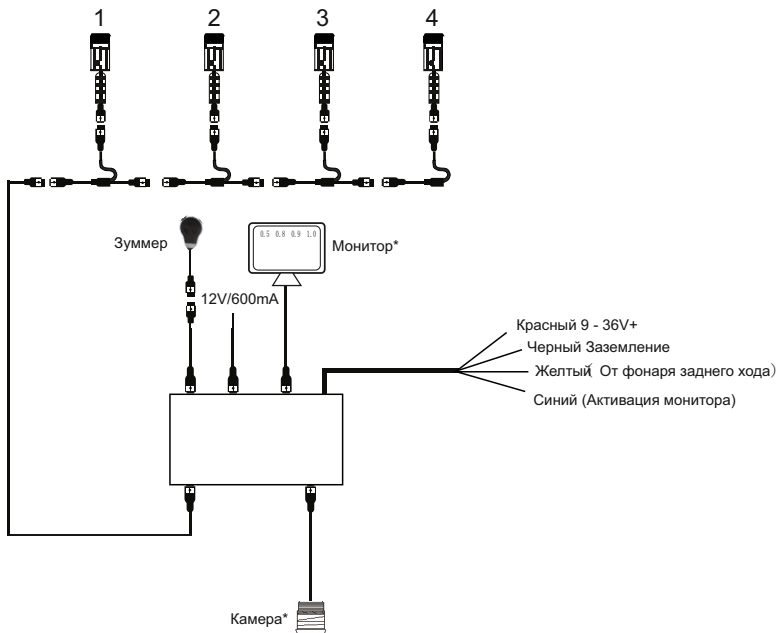 1 2 3 4
Зуммер
0.5 0.8 0.9 1.0
Монитор*
12V/600mA
Красный 9 - 36V+
Черный Заземление
Желтый( От фонаря заднего хода)
Синий (Активация монитора)
Камера*